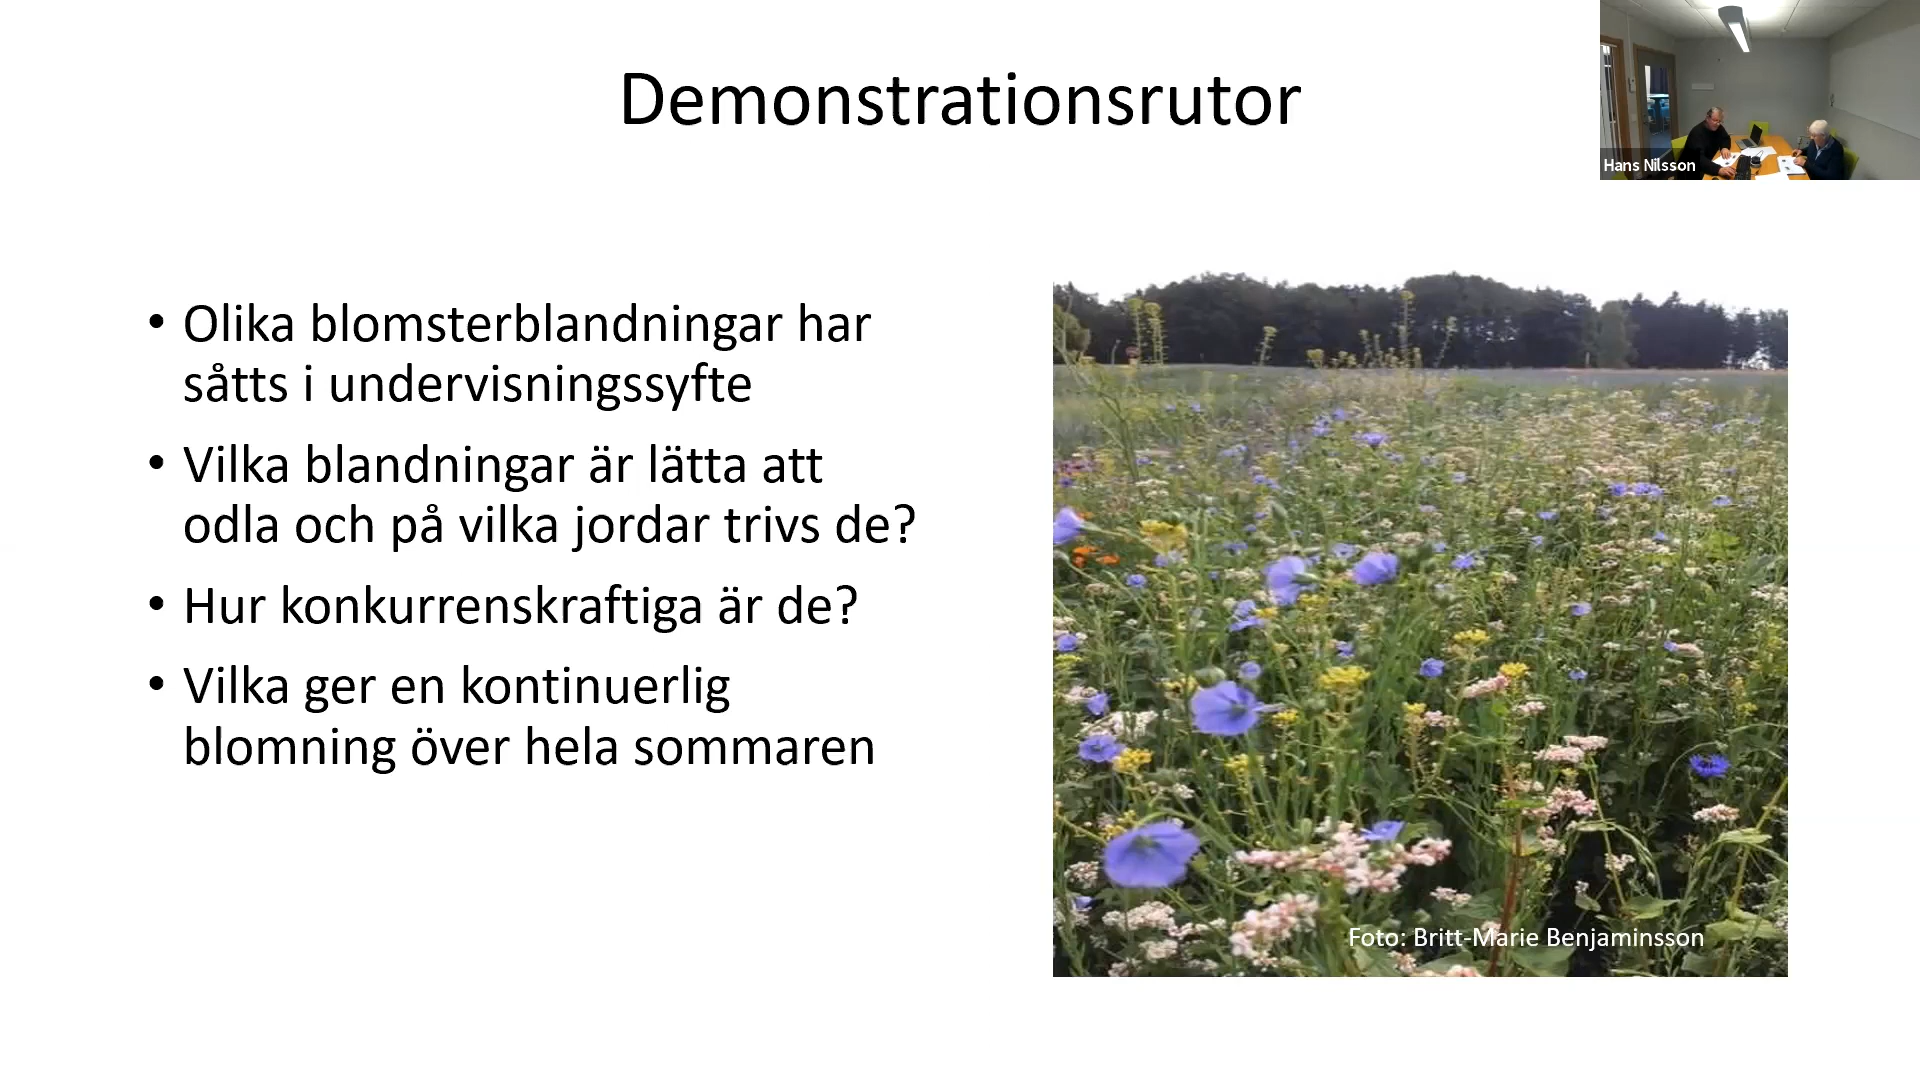 Demonstrationsrutor
Hans Nilsson
• Olika blomsterblandningar har
såtts i undervisningssyfte
• Vilka blandningar är lätta att
odla och på vilka jordar trivs de?
• Hur konkurrenskraftiga är de?
• Vilka ger en kontinuerlig
blomning över hela sommaren
Foto: Britt-Marie Benjaminsson